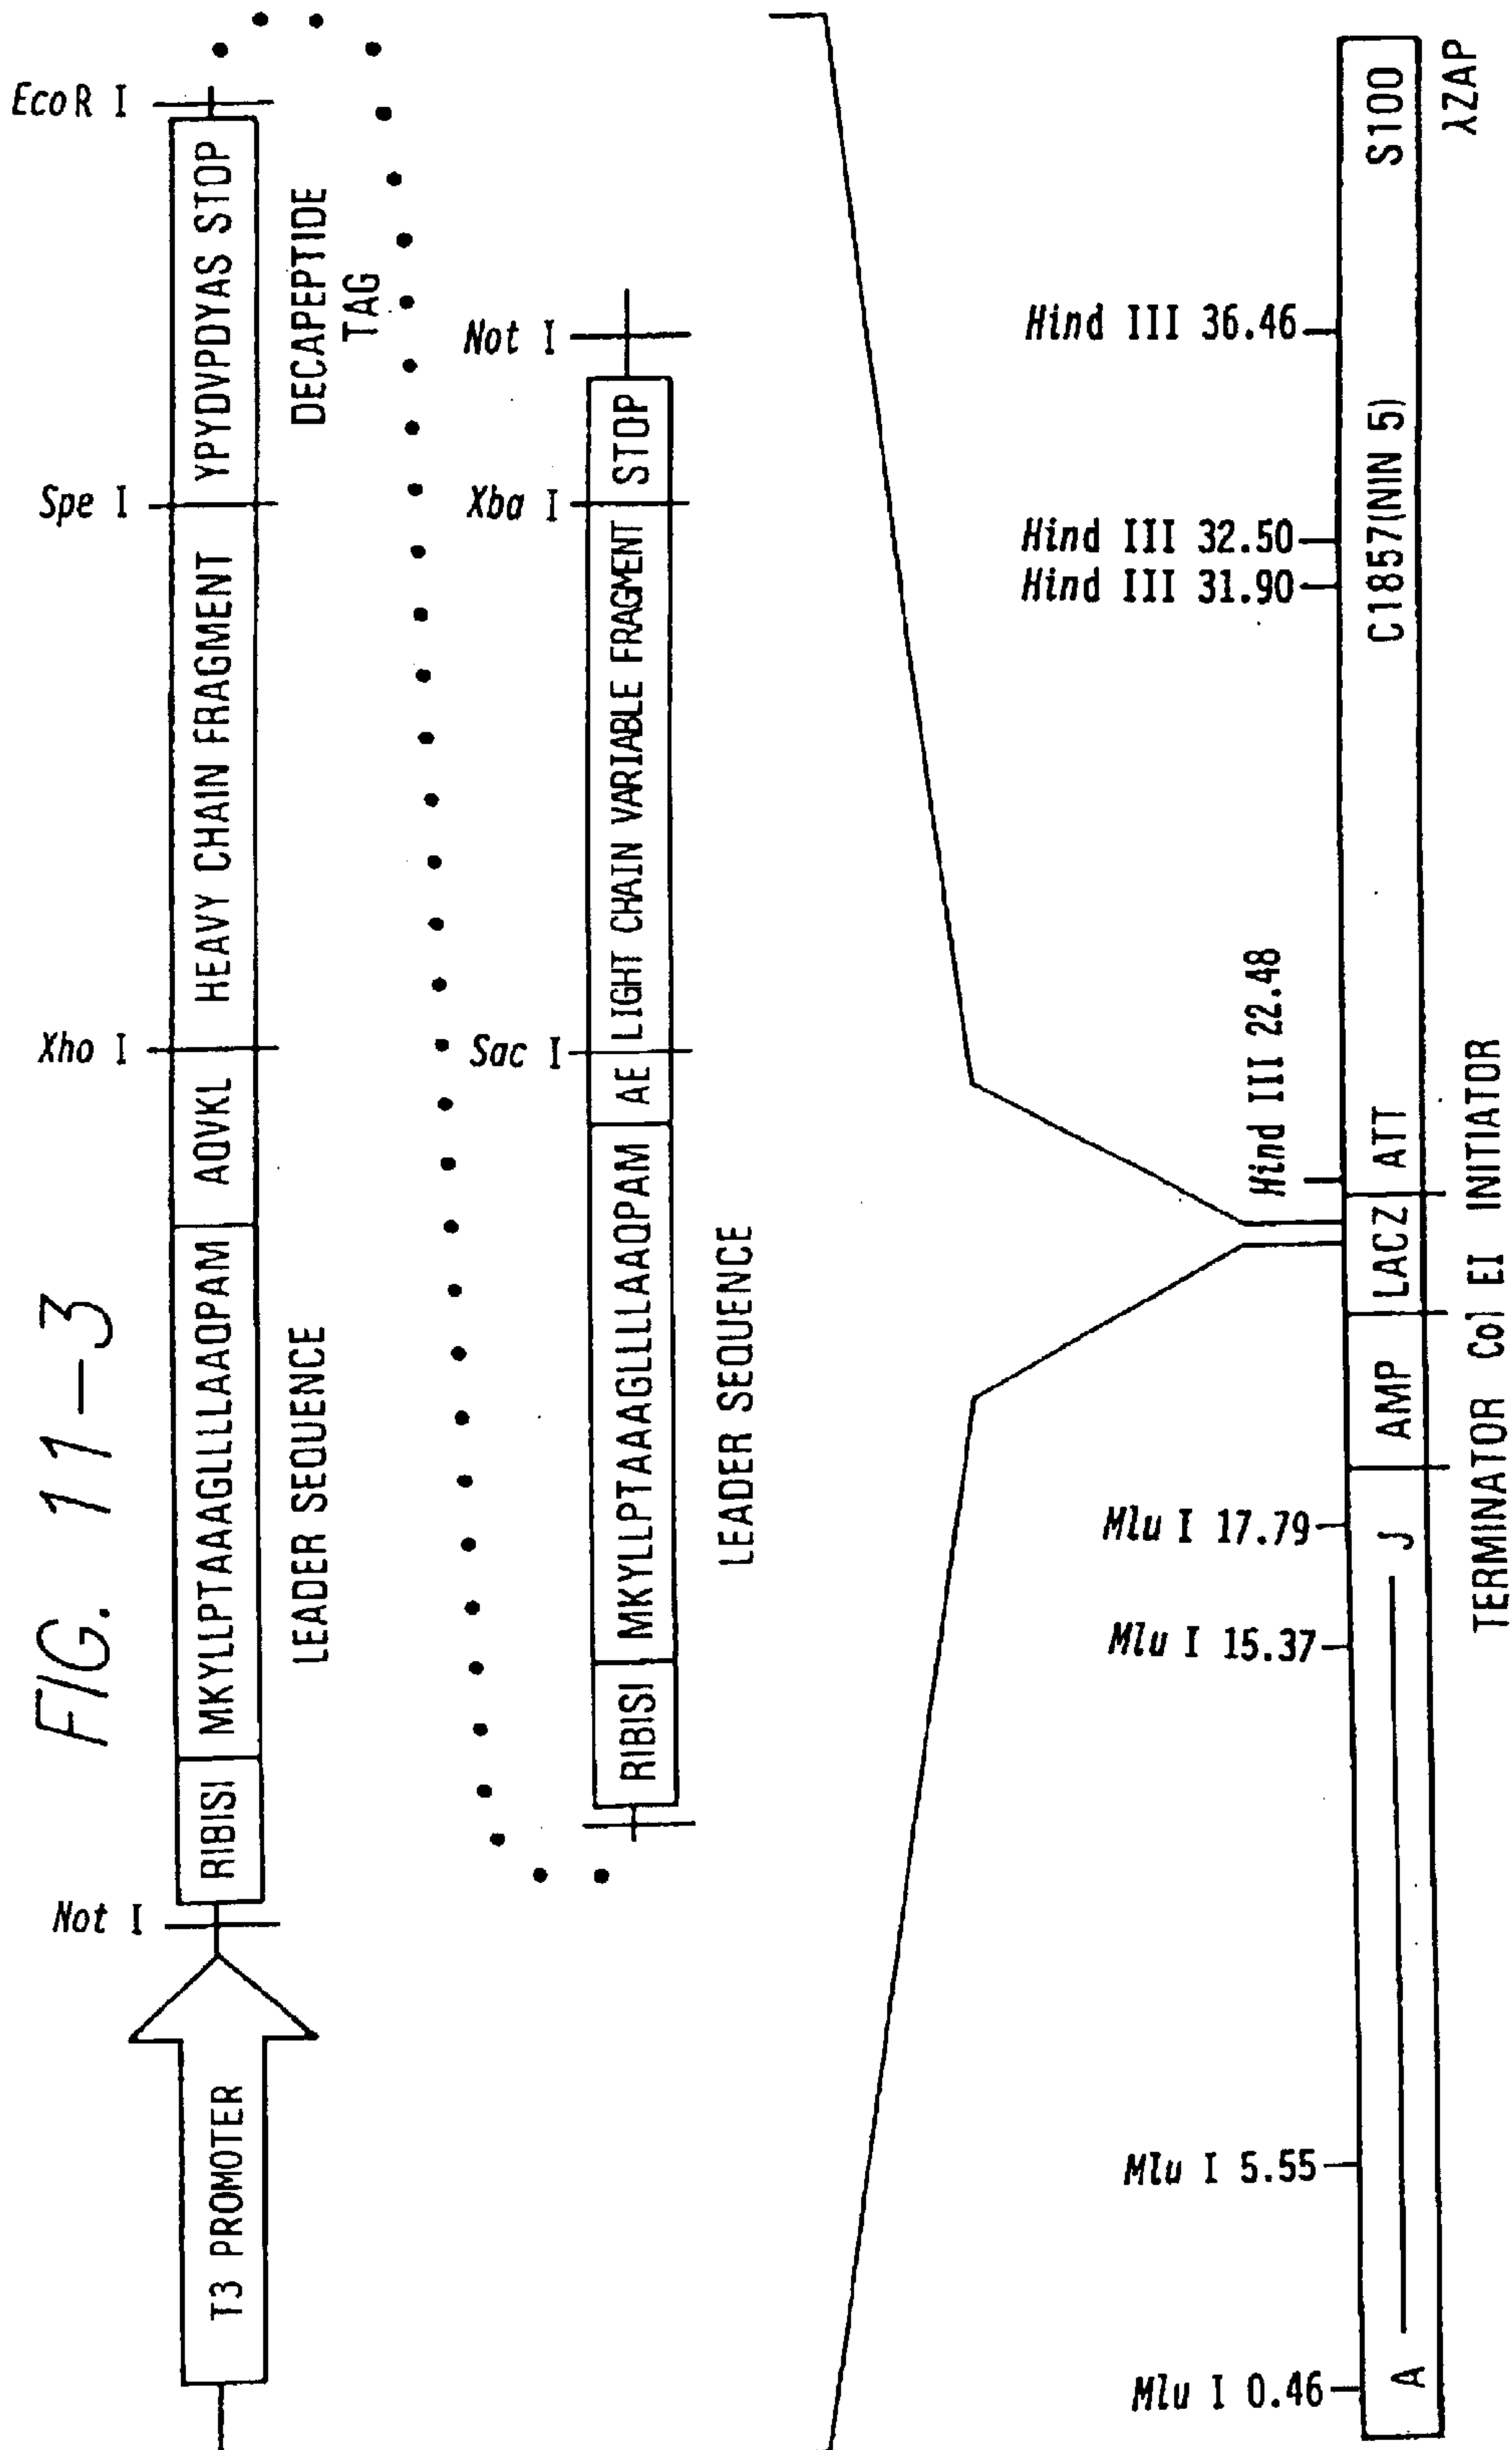 FIG. 11-3
Not I
Xho I
Spe I
EcoR I
T3 PROMOTER
RIBISI
MKYLLPTAAAGLLLLAAQPAM
AQVKL
HEAVY CHAIN FRAGMENT
YPYDVPDYAS STOP
LEADER SEQUENCE
DECAPEPTIDE
TAG
Sac I
Xba I
Not I
RIBISI
MKYLLPTAAAGLLLLAAQPAM
AE
LIGHT CHAIN VARIABLE FRAGMENT
STOP
LEADER SEQUENCE
Mlu I 0.46
Mlu I 5.55
Mlu I 15.37
Mlu I 17.79
Hind III 22.48
Hind III 31.90
Hind III 32.50
Hind III 36.46
A
J
AMP
LACZ
ATT
C1857(NIN 5)
S100
TERMINATOR Col EI INITIATOR
λZAP